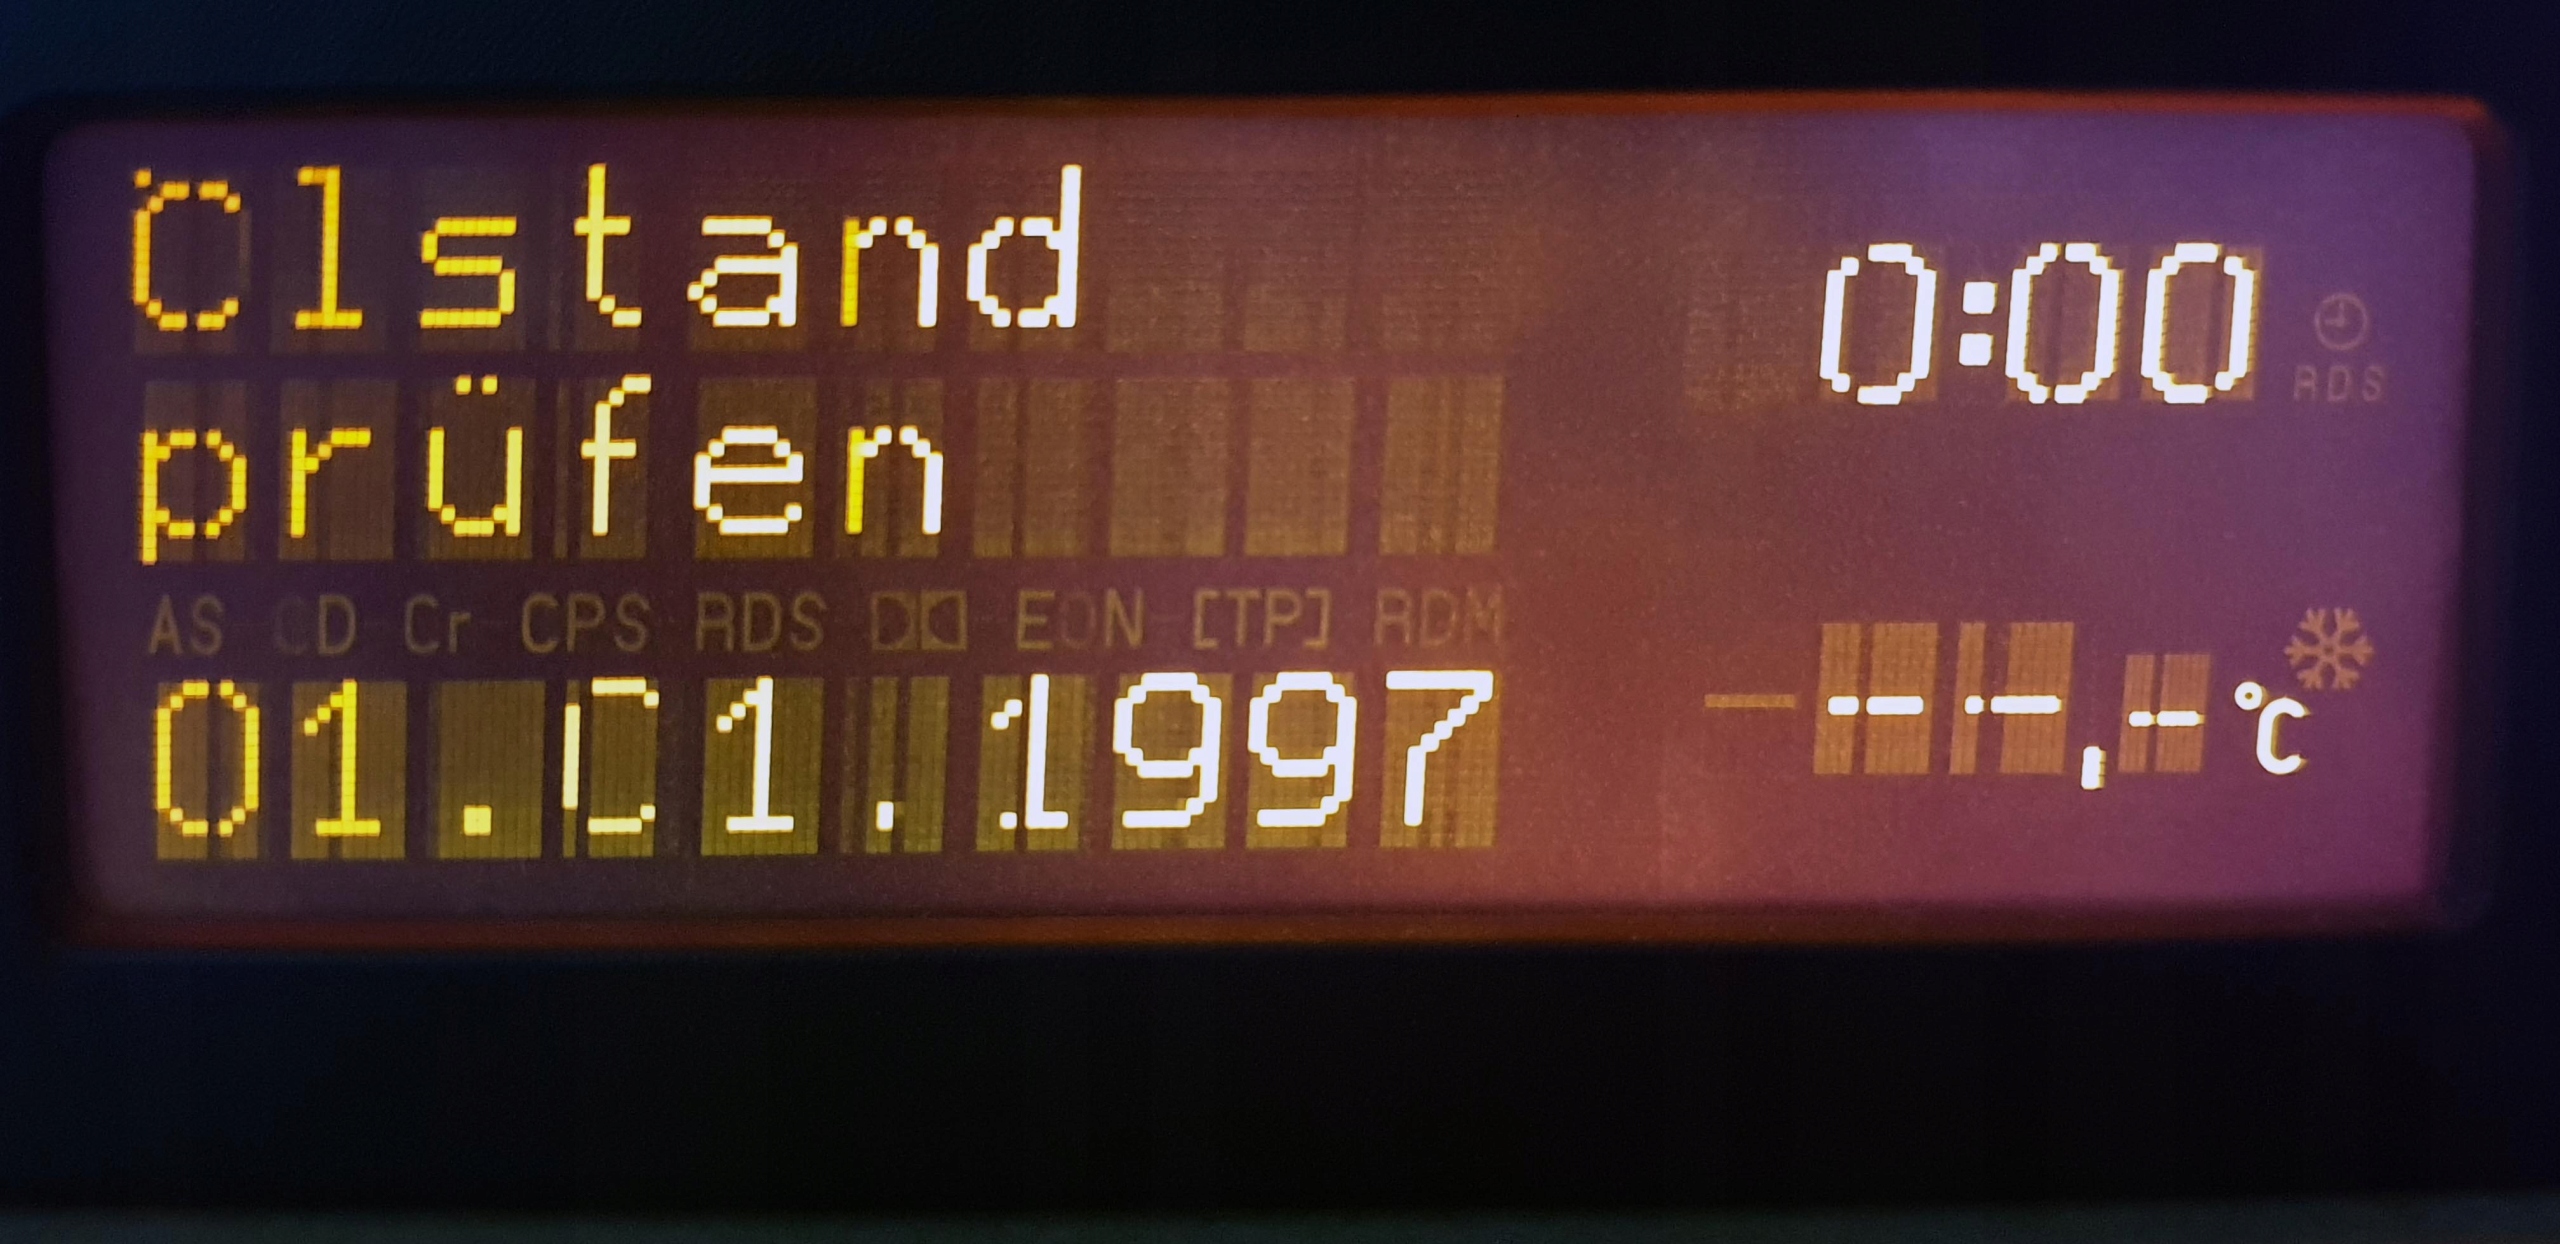 Ölstand
0:00
RDS
prüfen
AS CD Cr CPS RDS EON [TP] RDM
01.01.1997
--,- °C